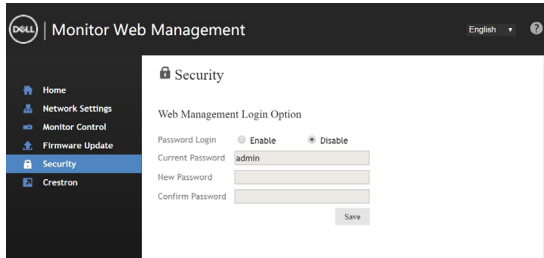 DELL | Monitor Web Management
English
?
Home
Network Settings
Monitor Control
Firmware Update
Security
Crestron
Security
Web Management Login Option
Password Login Enable Disable
Current Password admin
New Password
Confirm Password
Save